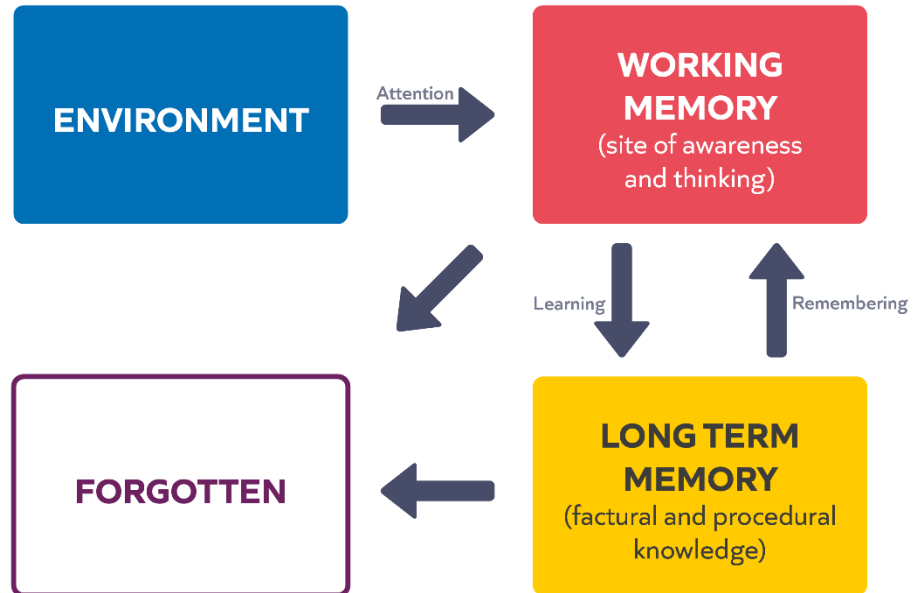 ENVIRONMENT
Attention
WORKING
MEMORY
(site of awareness
and thinking)
Learning
Remembering
FORGOTTEN
LONG TERM
MEMORY
(factural and procedural
knowledge)